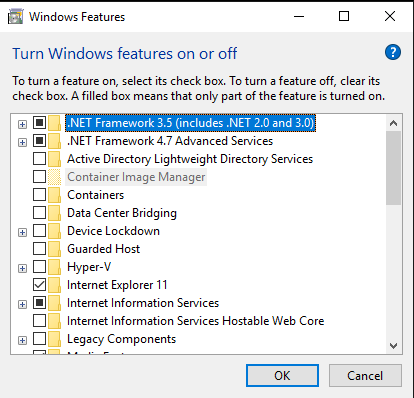 Windows Features
Turn Windows features on or off
To turn a feature on, select its check box. To turn a feature off, clear its
check box. A filled box means that only part of the feature is turned on.
.NET Framework 3.5 (includes .NET 2.0 and 3.0)
.NET Framework 4.7 Advanced Services
Active Directory Lightweight Directory Services
Container Image Manager
Containers
Data Center Bridging
Device Lockdown
Guarded Host
Hyper-V
Internet Explorer 11
Internet Information Services
Internet Information Services Hostable Web Core
Legacy Components
OK
Cancel